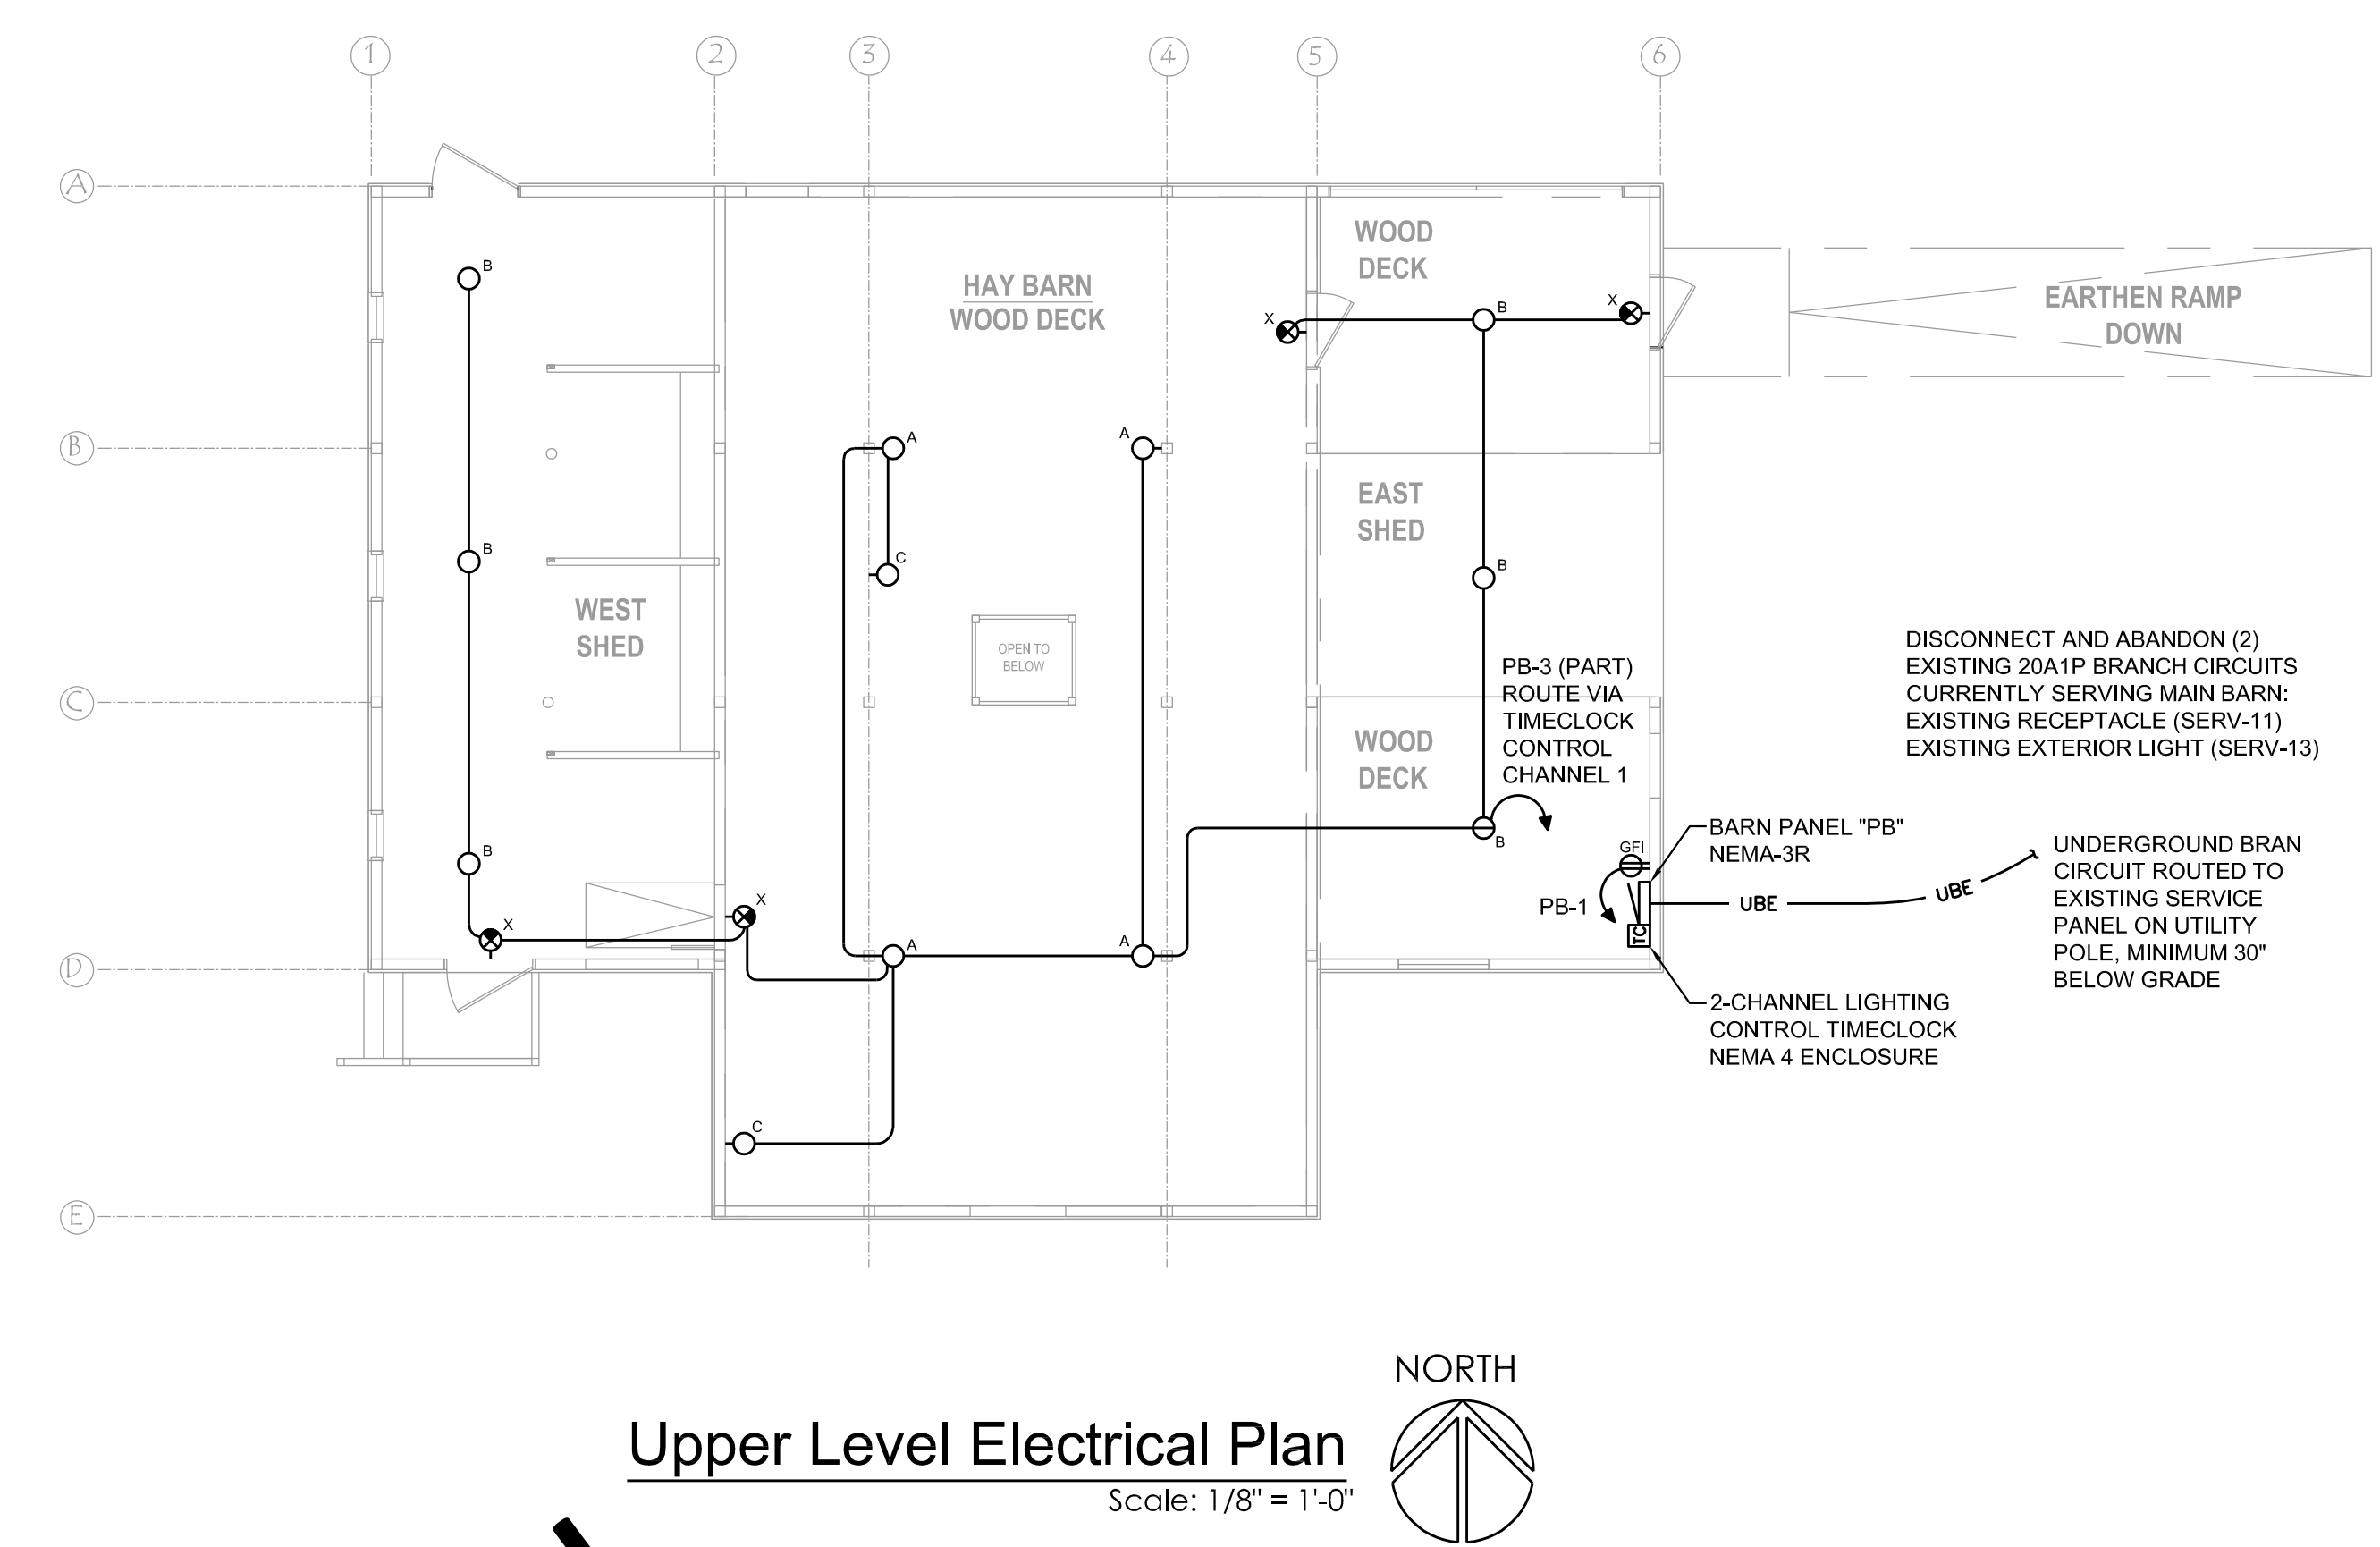 1
2
3
4
5
6
A
B
C
D
E
HAY BARN
WOOD DECK
WOOD
DECK
EARTHEN RAMP
DOWN
B
X
B
X
A
A
EAST
SHED
B
C
B
WEST
SHED
OPEN TO
BELOW
PB-3 (PART)
ROUTE VIA
TIMECLOCK
CONTROL
CHANNEL 1
DISCONNECT AND ABANDON (2)
EXISTING 20A1P BRANCH CIRCUITS
CURRENTLY SERVING MAIN BARN:
EXISTING RECEPTACLE (SERV-11)
EXISTING EXTERIOR LIGHT (SERV-13)
WOOD
DECK
B
BARN PANEL "PB"
NEMA-3R
GFI
B
PB-1
TC
UBE
UBE
UNDERGROUND BRAN
CIRCUIT ROUTED TO
EXISTING SERVICE
PANEL ON UTILITY
POLE, MINIMUM 30"
BELOW GRADE
X
X
A
A
2-CHANNEL LIGHTING
CONTROL TIMECLOCK
NEMA 4 ENCLOSURE
C
NORTH
Upper Level Electrical Plan
Scale: 1/8" = 1'-0"